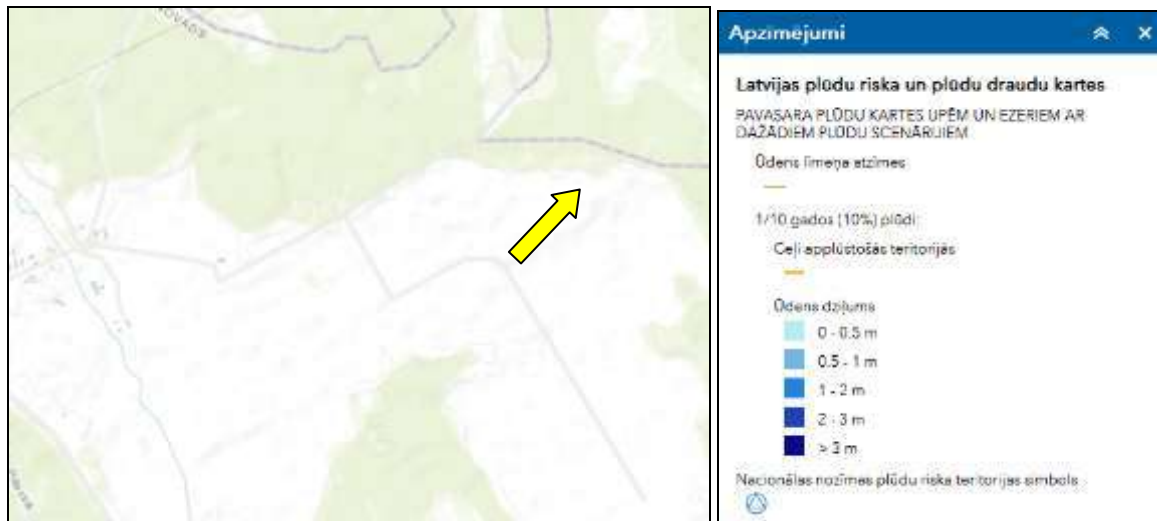 NOVADS
Apzīmējumi
Latvijas plūdu riska un plūdu draudu kartes
PAVASARA PLŪDU KARTES UPĒM UN EZERIEM AR
DAŽĀDIEM PLŪDU SCENĀRIJIEM
Ūdens līmeņa atzīmes
1/10 gados (10%) plūdi
Ceļi applūstošās teritorijās
Ūdens dziļums
0 - 0.5 m
0.5 - 1 m
1 - 2 m
2 - 3 m
> 3 m
Nacionālas nozīmes plūdu riska teritorijas simbols